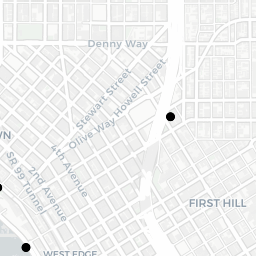 Denny Way
Stewart Street
Olive Way
Howell Street
WN
4th Avenue
2nd Avenue
SR 99 Tunnel
FIRST HILL
WEST EDGE